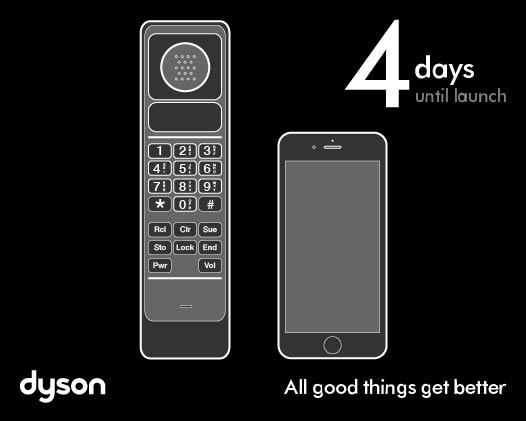 4 days
until launch
1 2 3
4 5 6
7 8 9
* 0 #
Rcl Clr Sue
Sto Lock End
Pwr Vol
dyson
All good things get better